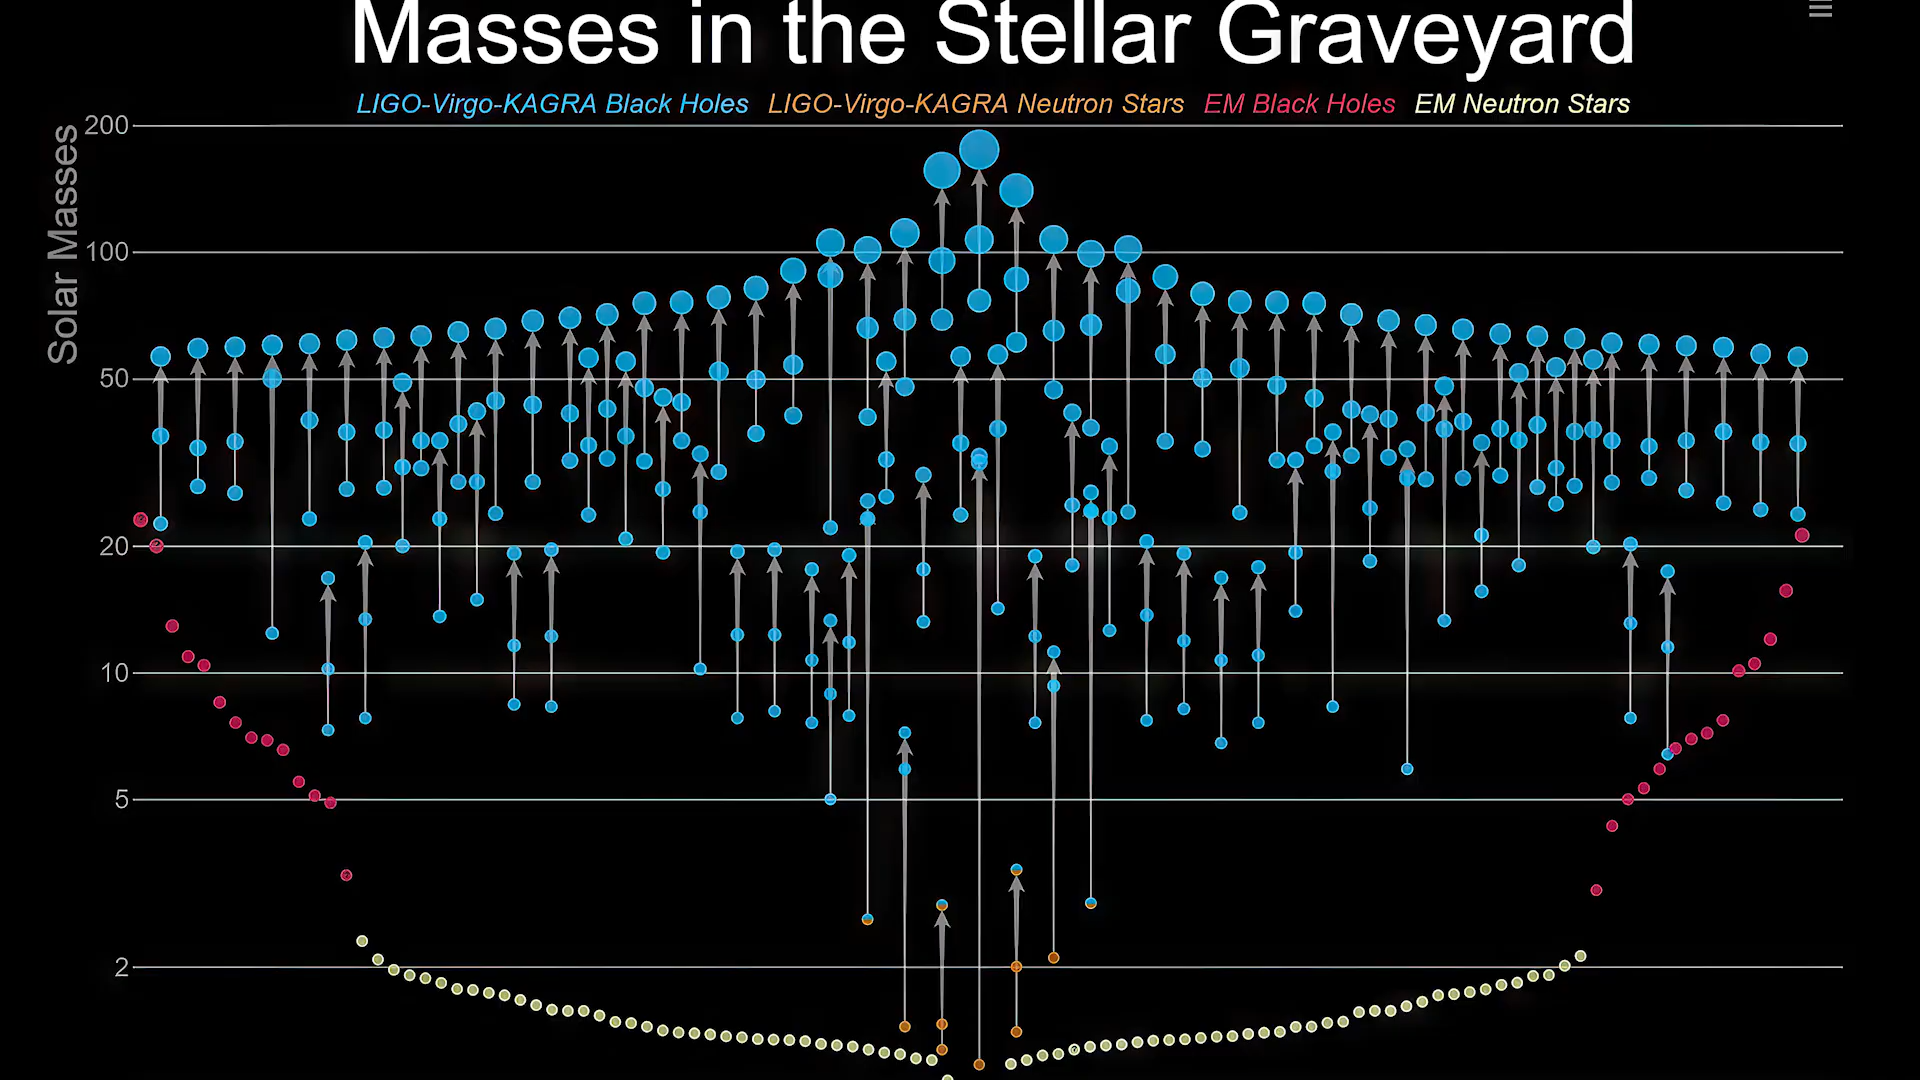 Masses in the Stellar Graveyard
LIGO-Virgo-KAGRA Black Holes LIGO-Virgo-KAGRA Neutron Stars EM Black Holes EM Neutron Stars
Solar Masses
200
100
50
20
10
5
2